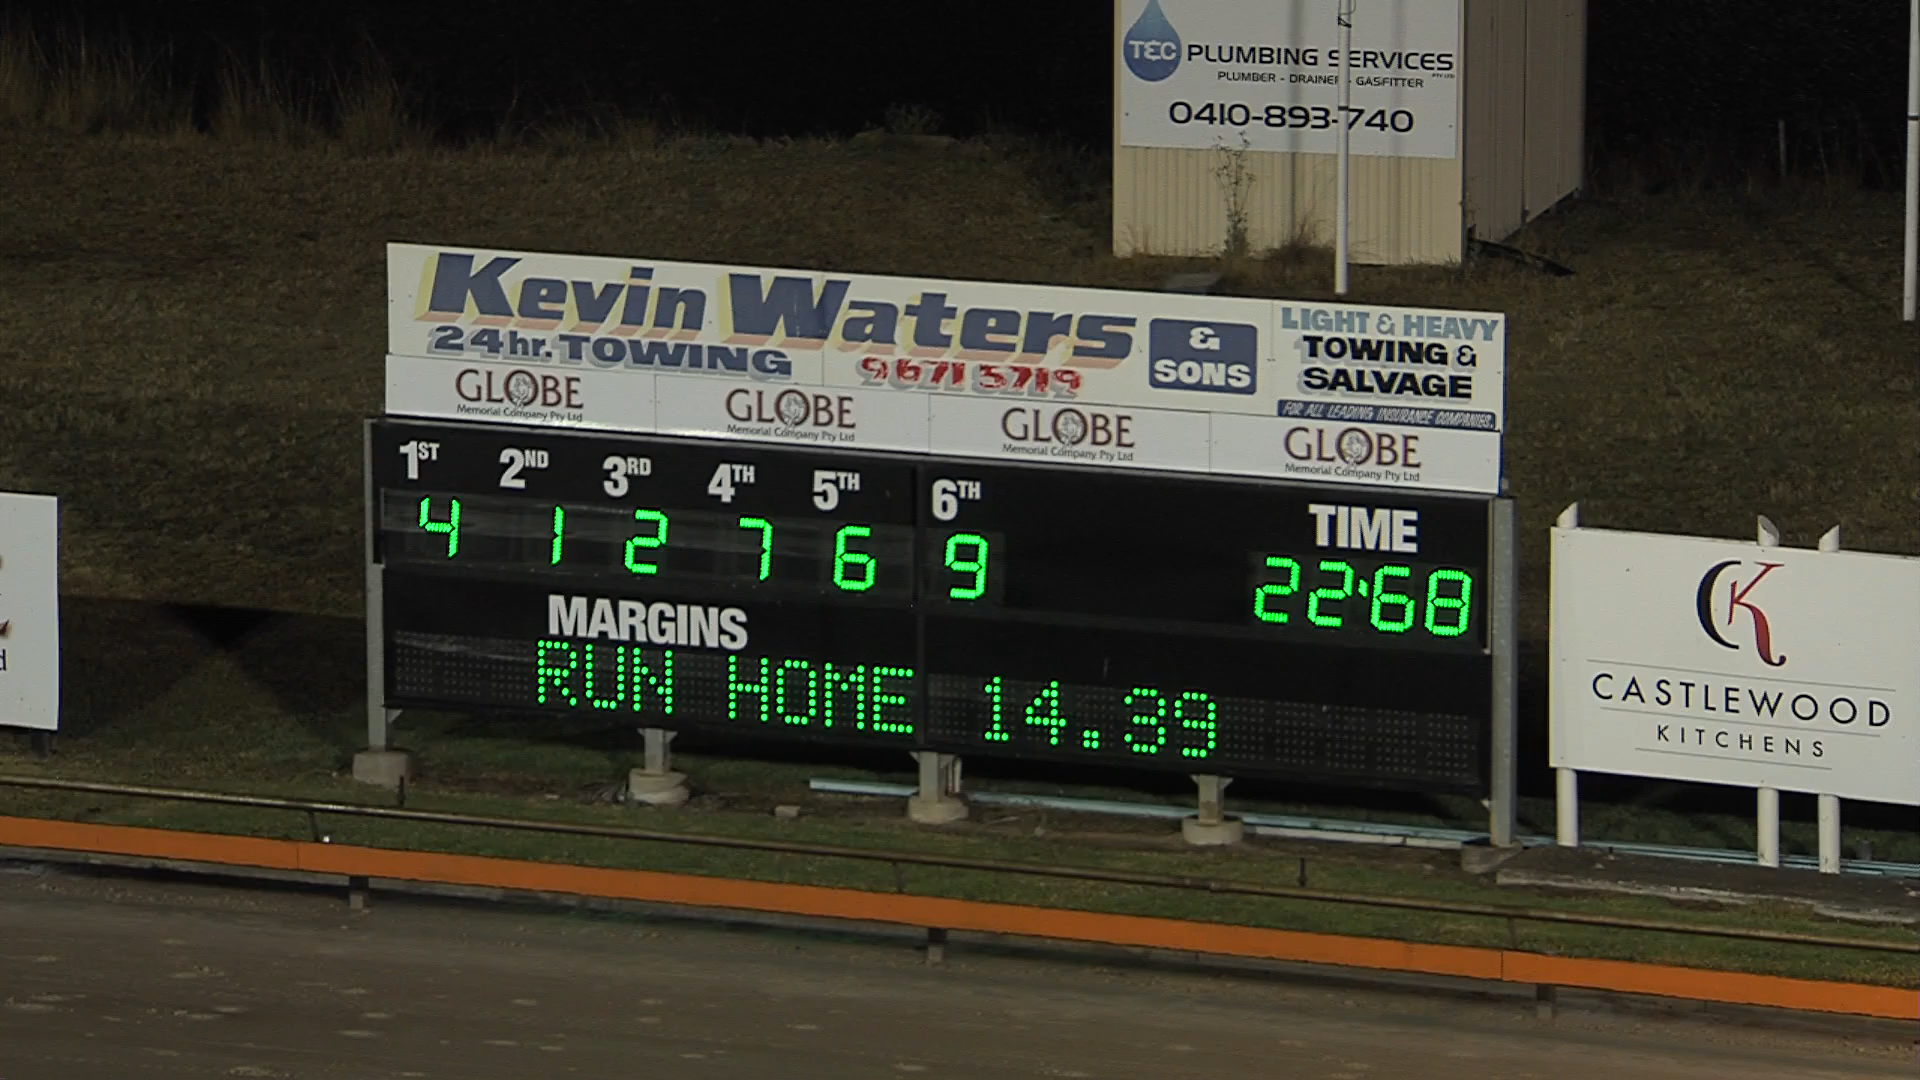 T&C PLUMBING SERVICES PTY LTD
PLUMBER - DRAINER - GASFITTER
0410-893-740
Kevin Waters & SONS
24hr. TOWING 9671 5719
LIGHT & HEAVY
TOWING &
SALVAGE
FOR ALL LEADING INSURANCE COMPANIES.
GLOBE GLOBE GLOBE GLOBE
Memorial Company Pty Ltd Memorial Company Pty Ltd Memorial Company Pty Ltd Memorial Company Pty Ltd
1ST 2ND 3RD 4TH 5TH 6TH TIME
4 1 2 7 6 9 22.68
MARGINS
RUN HOME 14.39
CK
CASTLEWOOD
KITCHENS